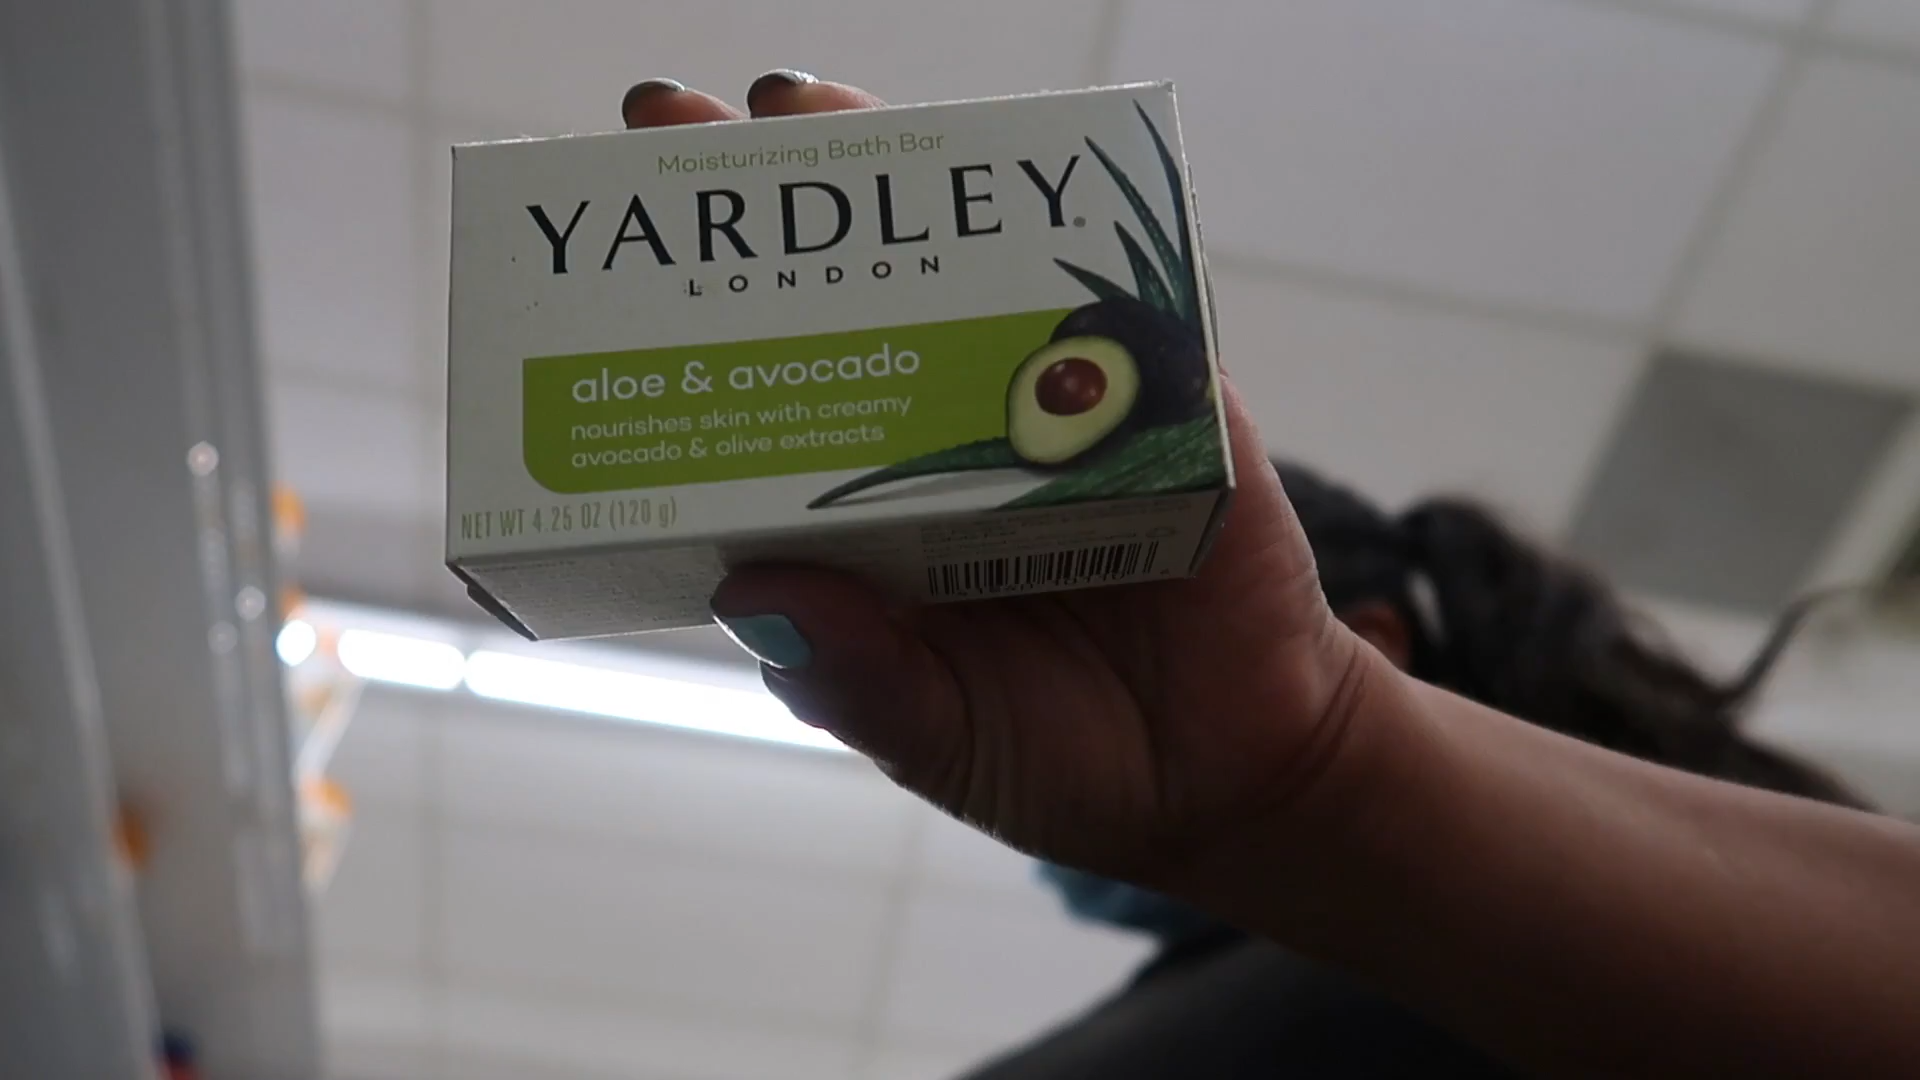 Moisturizing Bath Bar
YARDLEY®
LONDON
aloe & avocado
nourishes skin with creamy
avocado & olive extracts
NET WT 4.25 OZ (120 g)